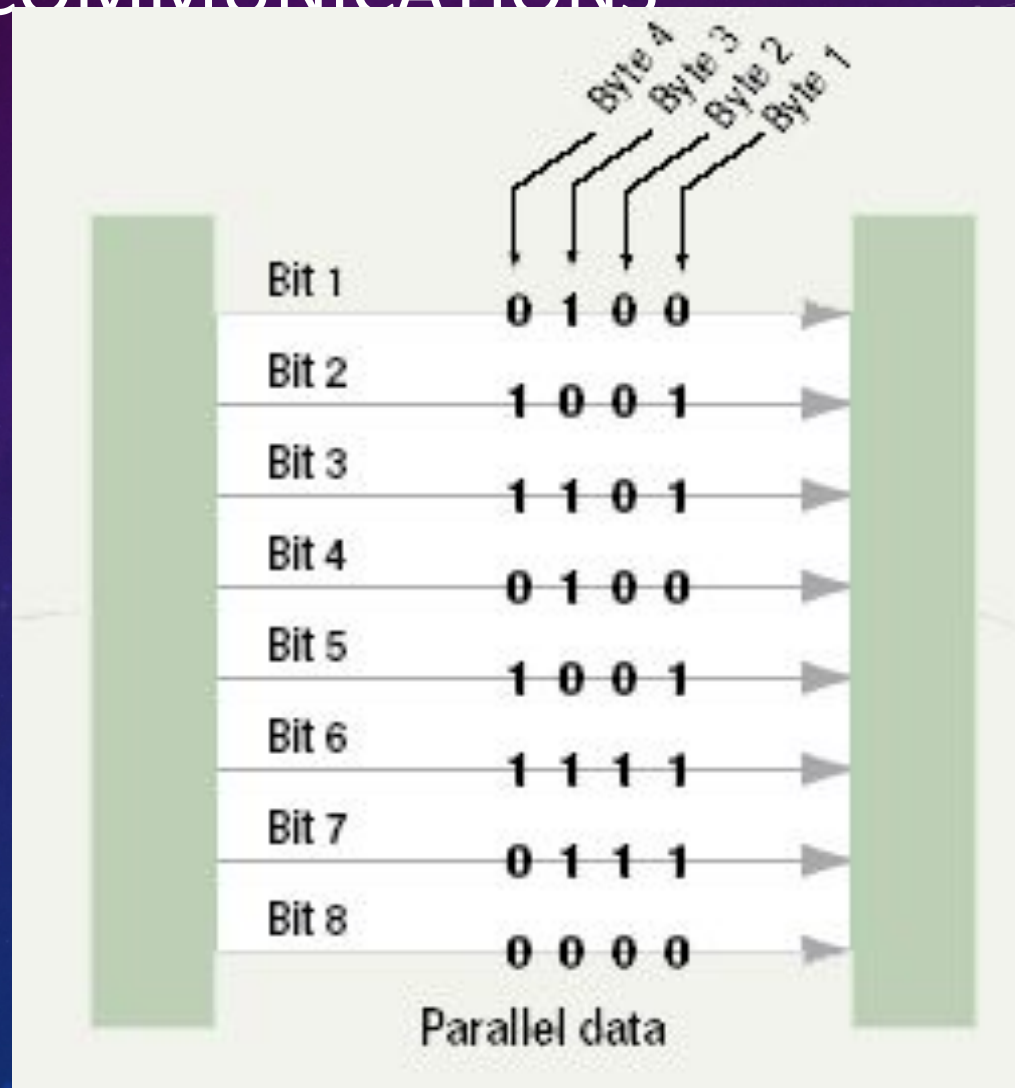 Byte 4 Byte 3 Byte 2 Byte 1
Bit 1 0 1 0 0
Bit 2 1 0 0 1
Bit 3 1 1 0 1
Bit 4 0 1 0 0
Bit 5 1 0 0 1
Bit 6 1 1 1 1
Bit 7 0 1 1 1
Bit 8 0 0 0 0
Parallel data